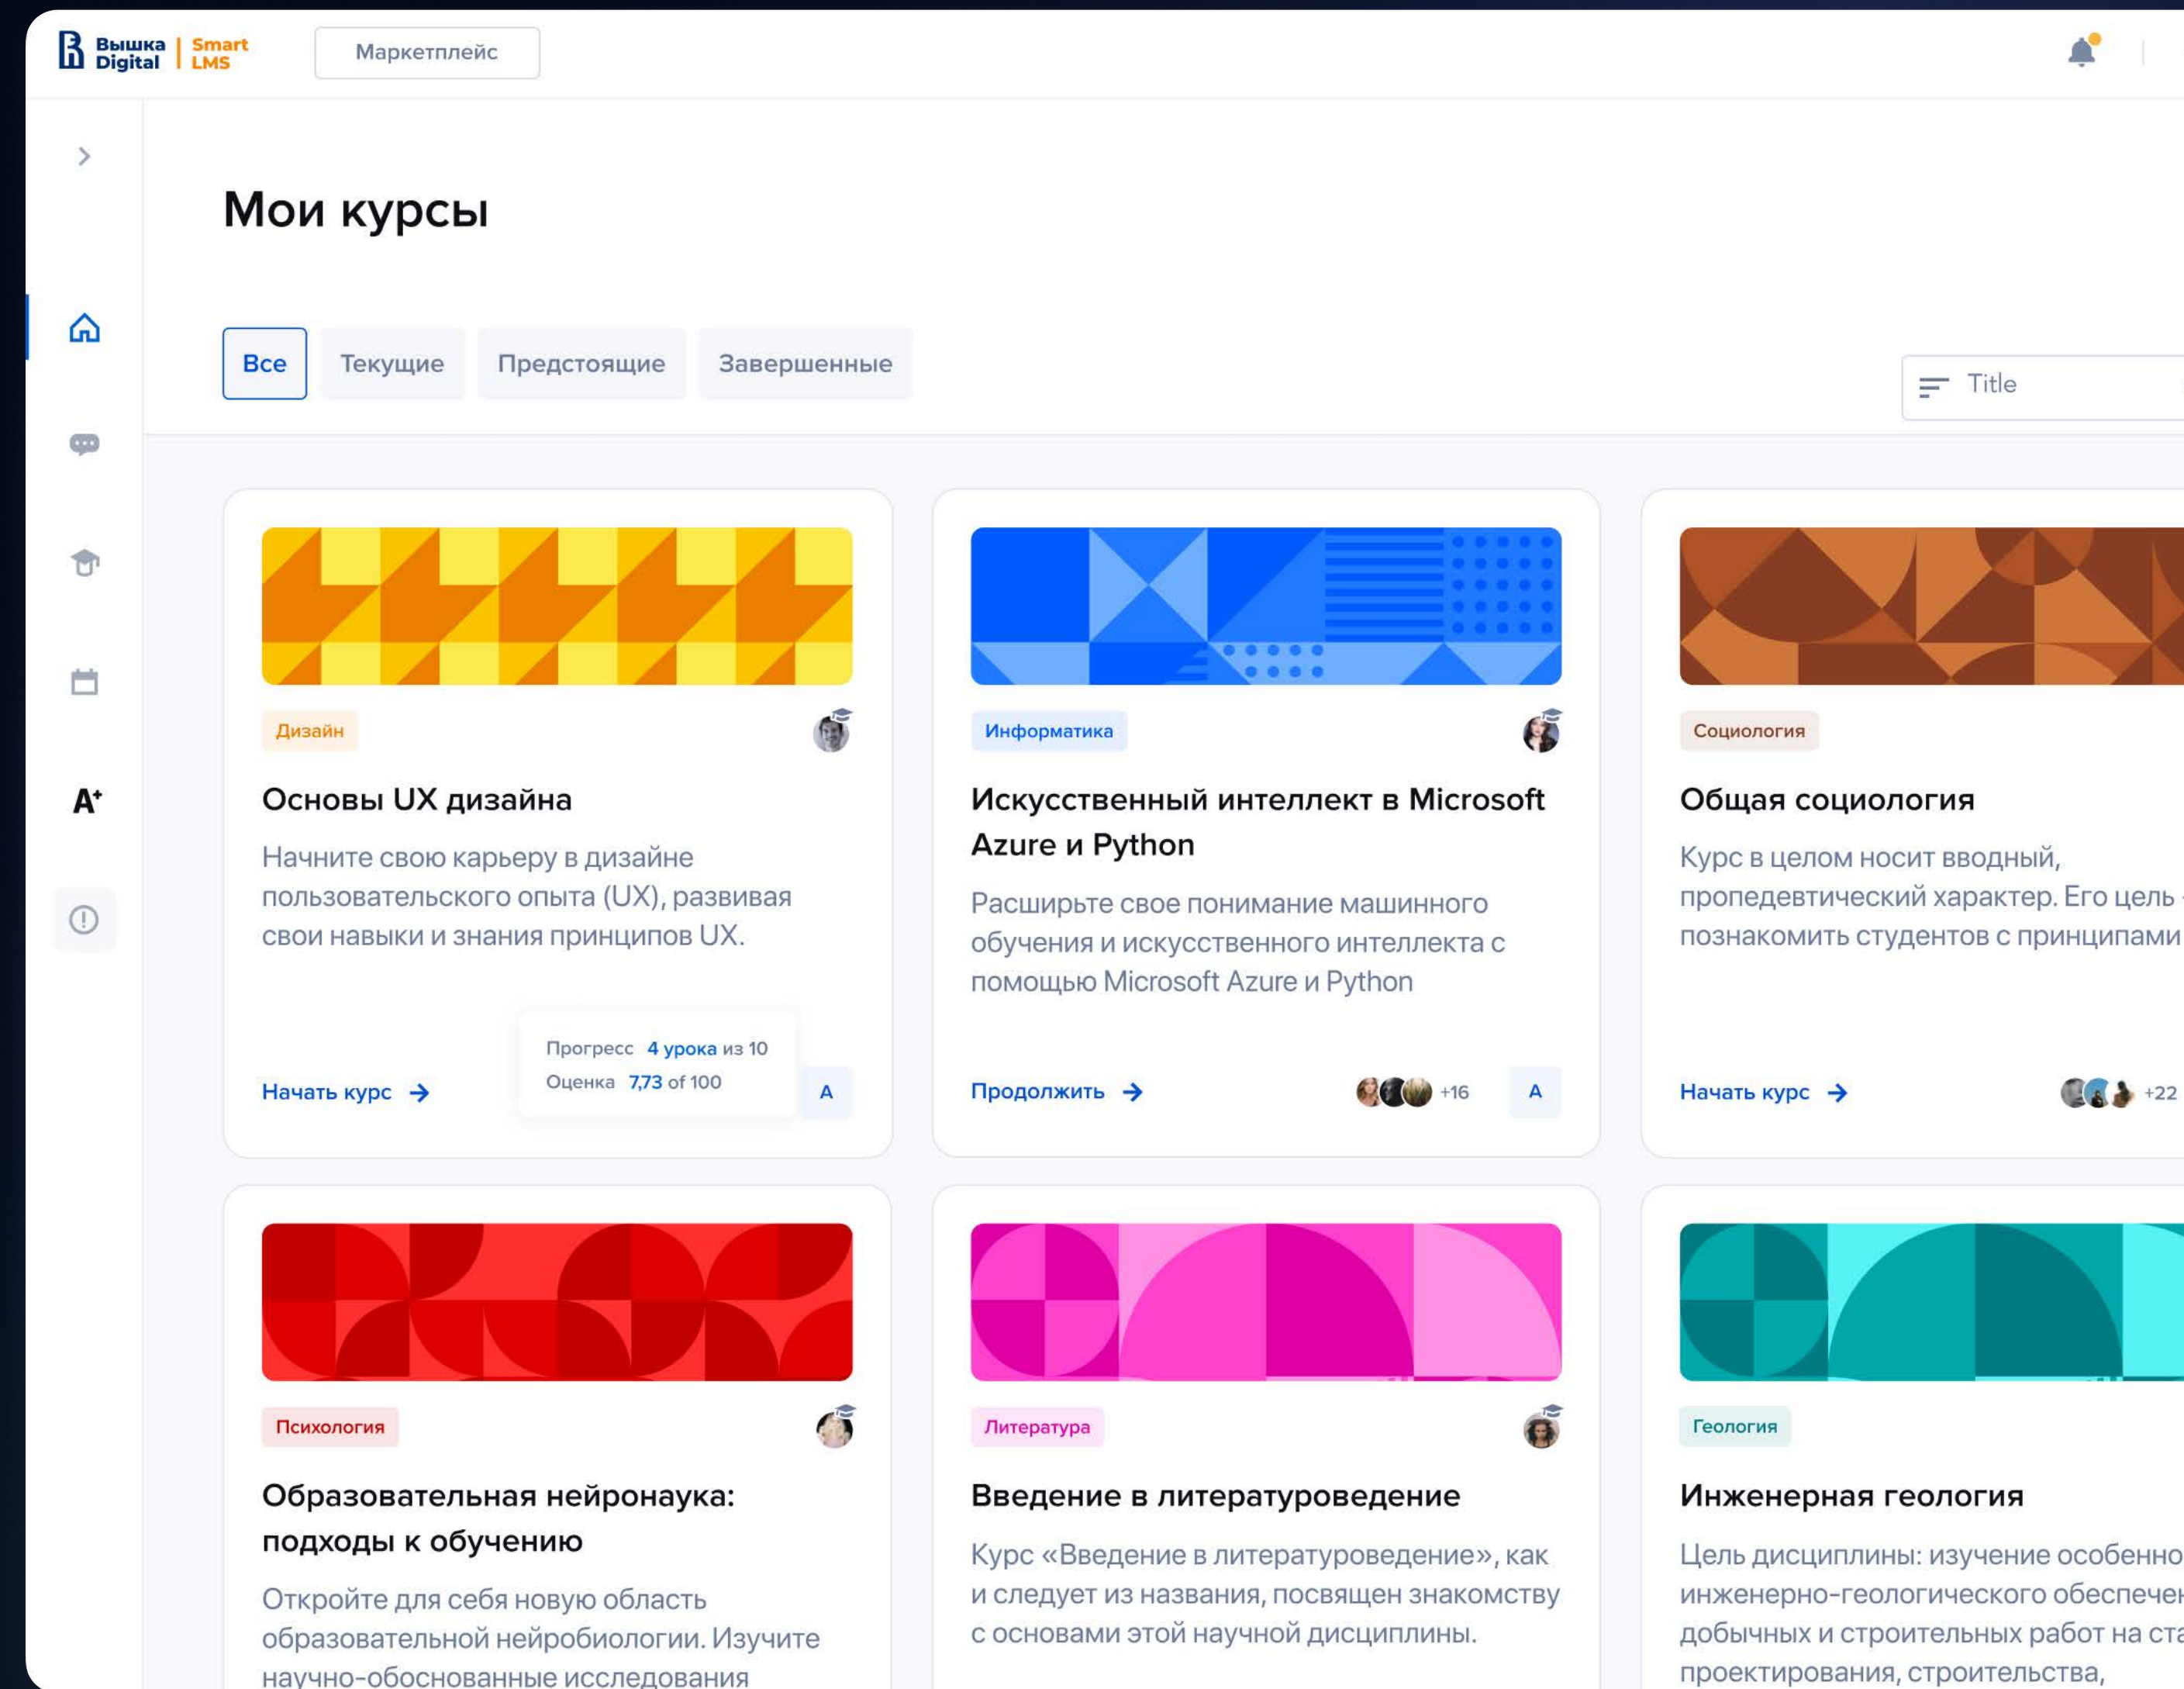 Вышка
Digital
Smart
LMS
Маркетплейс
Мои курсы
Все
Текущие
Предстоящие
Завершенные
Title
A+
Дизайн
Основы UX дизайна
Начните свою карьеру в дизайне
пользовательского опыта (UX), развивая
свои навыки и знания принципов UX.
Прогресс 4 урока из 10
Оценка 7,73 of 100
Начать курс
A
Информатика
Искусственный интеллект в Microsoft
Azure и Python
Расширьте свое понимание машинного
обучения и искусственного интеллекта с
помощью Microsoft Azure и Python
Продолжить
+16
A
Социология
Общая социология
Курс в целом носит вводный,
пропедевтический характер. Его цель
познакомить студентов с принципами
Начать курс
+22
Психология
Образовательная нейронаука:
подходы к обучению
Откройте для себя новую область
образовательной нейробиологии. Изучите
научно-обоснованные исследования
Литература
Введение в литературоведение
Курс «Введение в литературоведение», как
и следует из названия, посвящен знакомству
с основами этой научной дисциплины.
Геология
Инженерная геология
Цель дисциплины: изучение особенно
инженерно-геологического обеспечен
добычных и строительных работ на ста
проектирования, строительства,